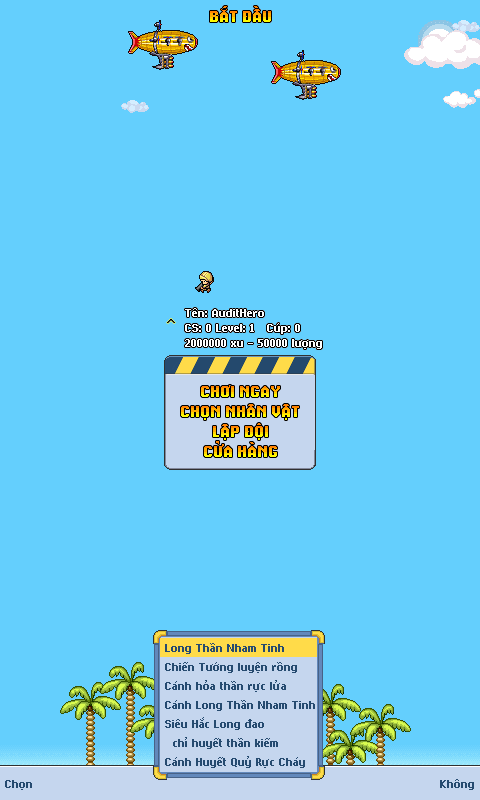 BẮT ĐẦU
Tên: AuditHero
CS: 0 Level: 1 Cúp: 0
2000000 xu - 50000 lượng
CHƠI NGAY
CHỌN NHÂN VẬT
LẬP ĐỘI
CỬA HÀNG
Long Thần Nham Tinh
Chiến Tướng luyện rồng
Cánh hỏa thần rực lửa
Cánh Long Thần Nham Tinh
Siêu Hắc Long đao
chỉ huyết thần kiếm
Cánh Huyết Quỷ Rực Cháy
Chọn
Không